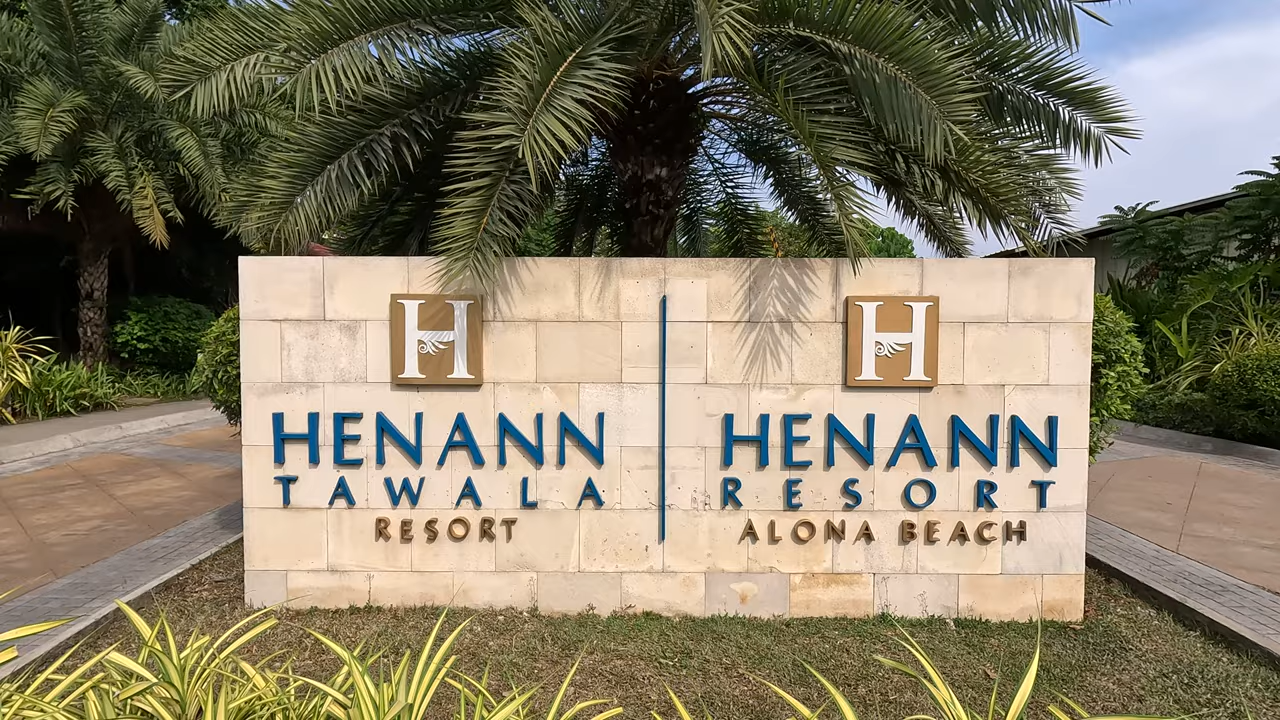 H
HENANN
TAWALA
RESORT
H
HENANN
RESORT
ALONA BEACH